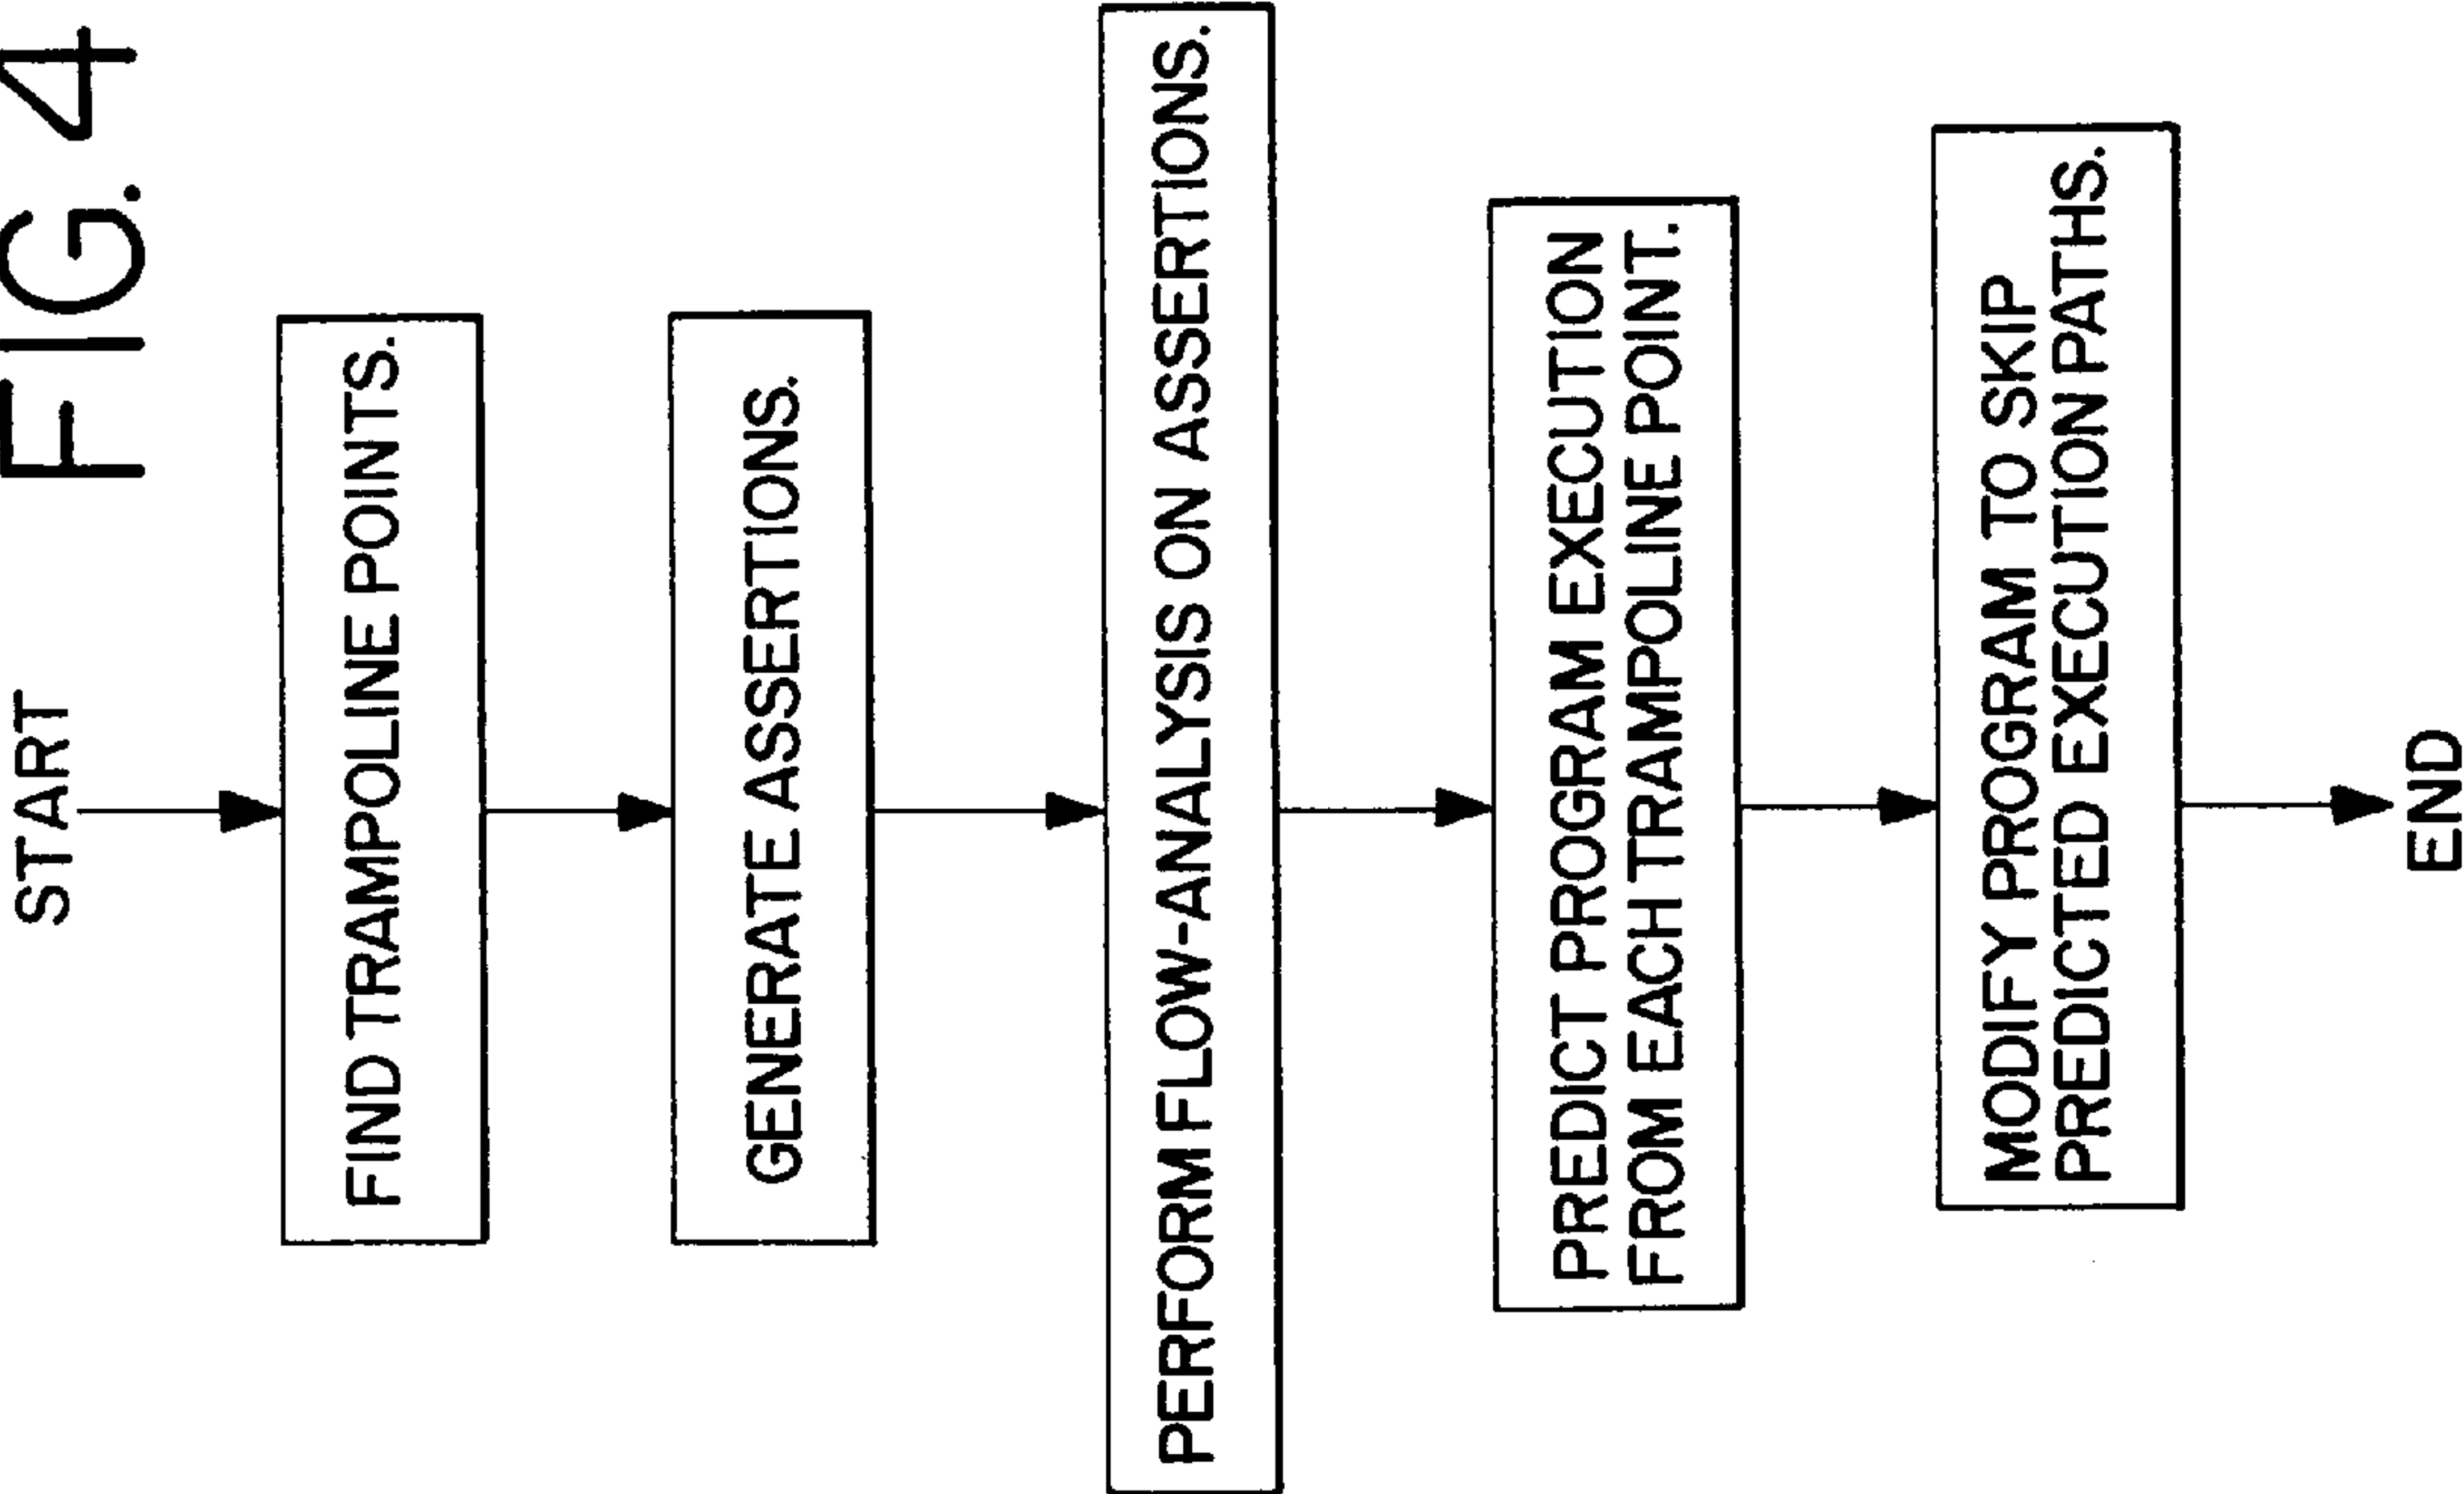 FIG. 4
START
FIND TRAMPOLINE POINTS.
GENERATE ASSERTIONS.
PERFORM FLOW-ANALYSIS ON ASSERTIONS.
PREDICT PROGRAM EXECUTION
FROM EACH TRAMPOLINE POINT.
MODIFY PROGRAM TO SKIP
PREDICTED EXECUTION PATHS.
END